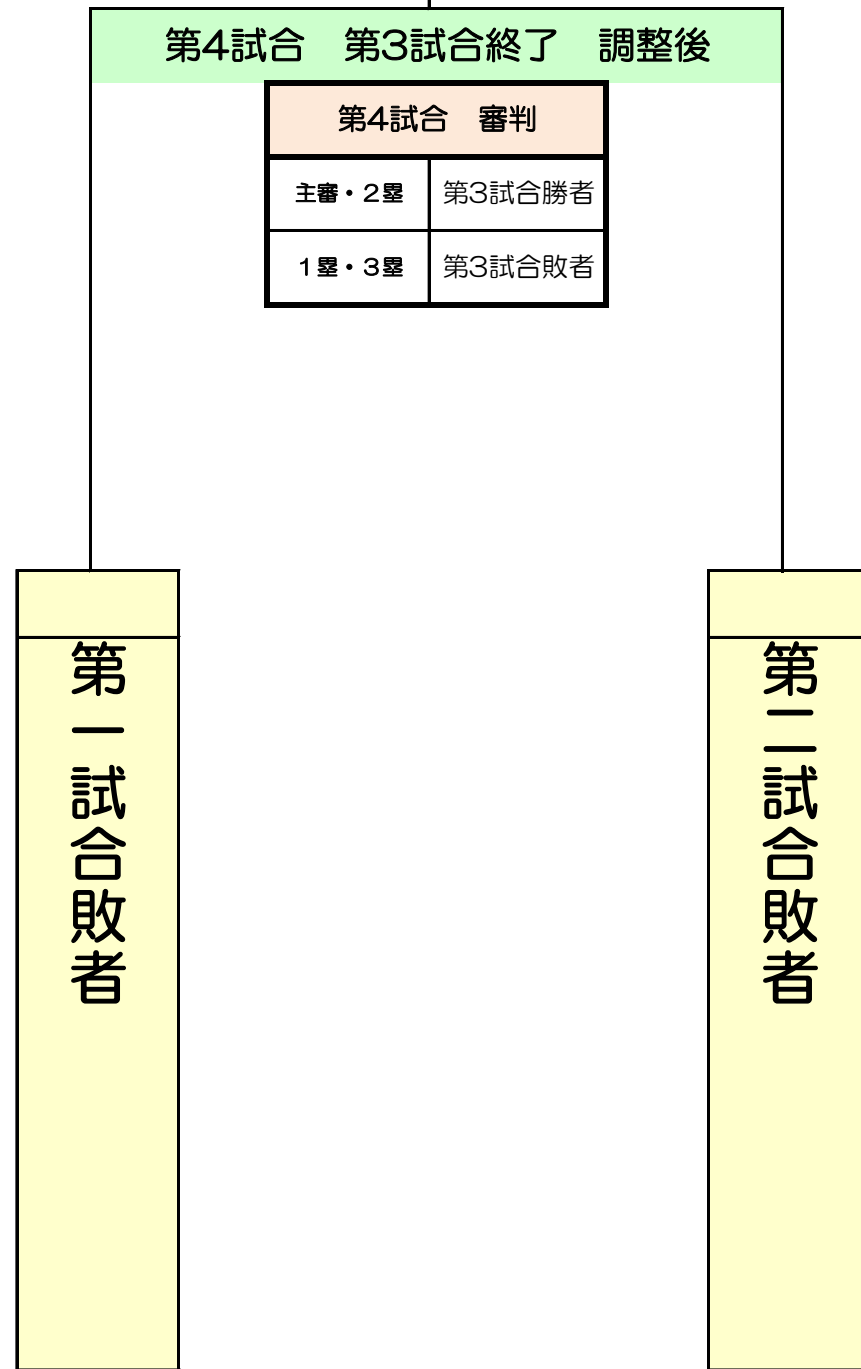 第4試合　第3試合終了　調整後
第4試合　審判
主審・２塁　第3試合勝者
１塁・３塁　第3試合敗者
第一試合敗者
第二試合敗者